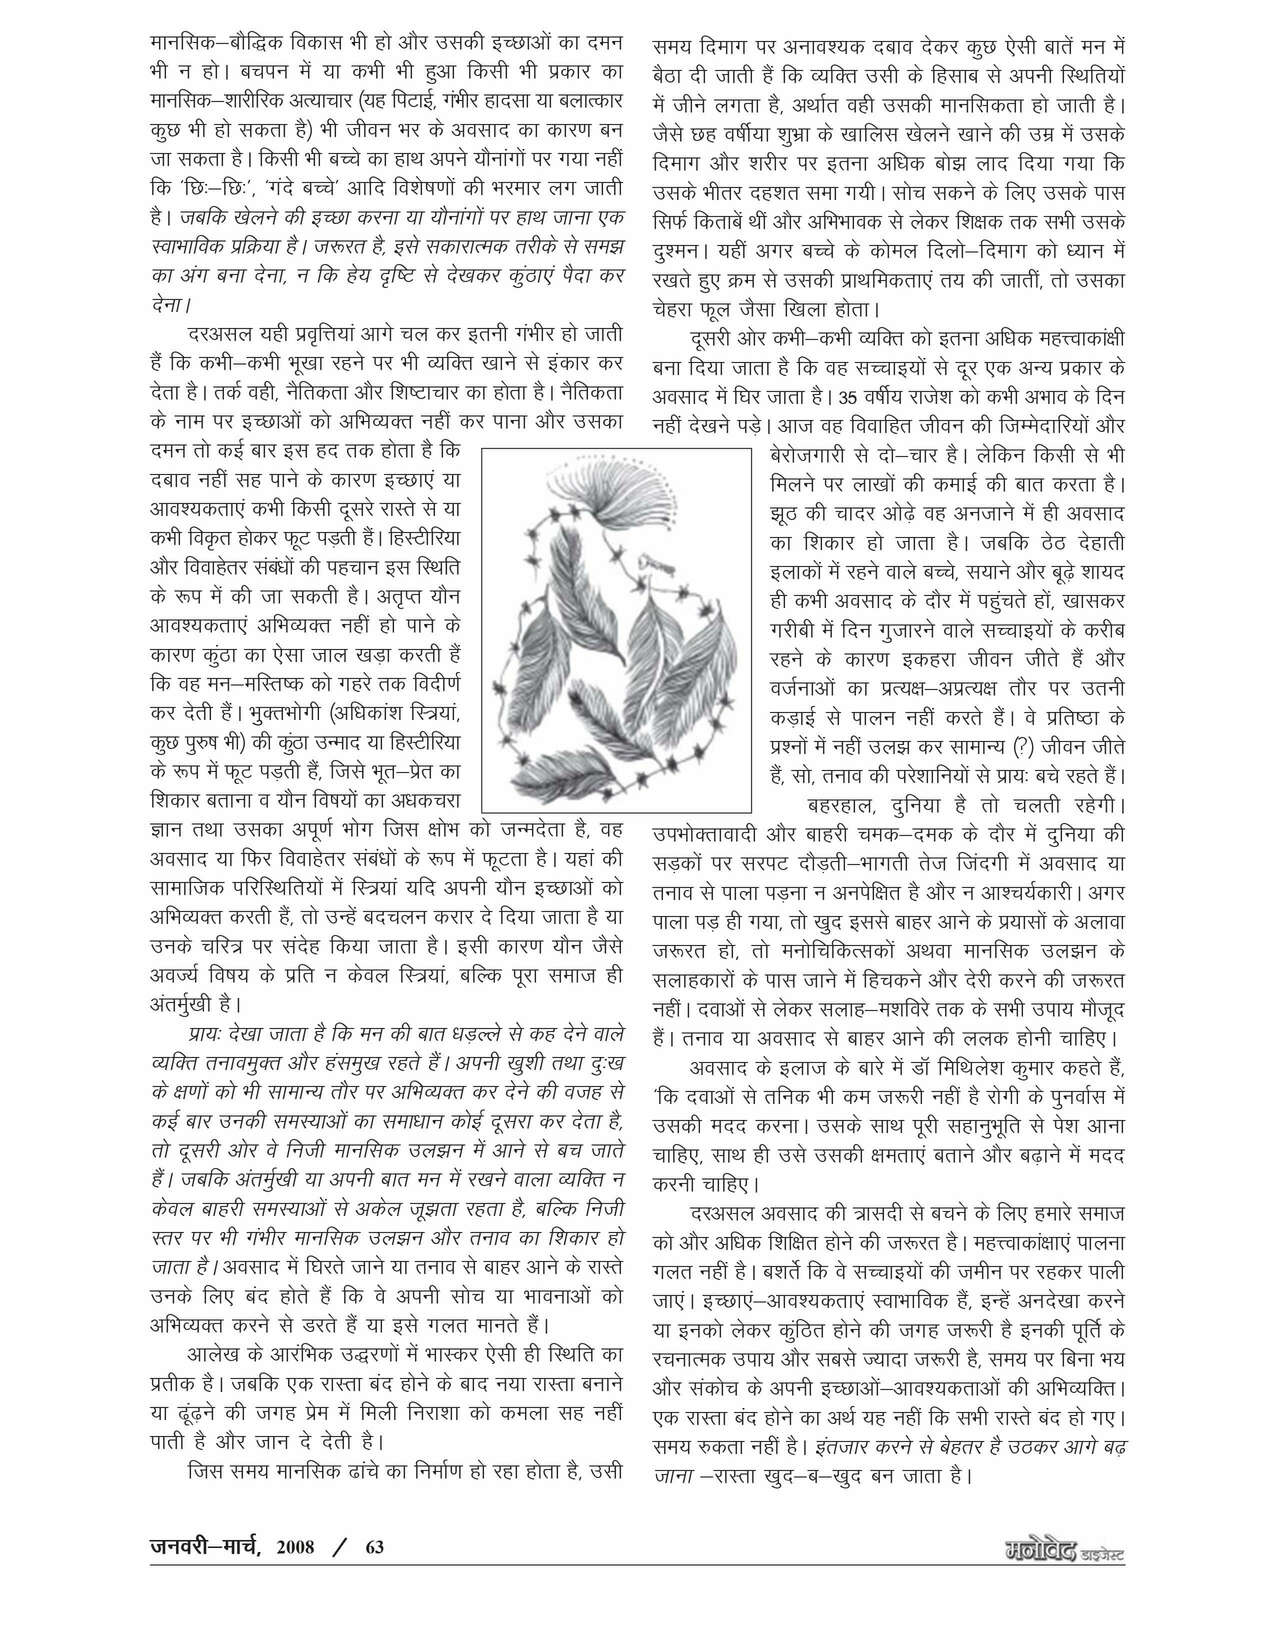 मानसिक–बौद्धिक विकास भी हो और उसकी इच्छाओं का दमन
भी न हो। बचपन में या कभी भी हुआ किसी भी प्रकार का
मानसिक–शारीरिक अत्याचार (यह पिटाई, गंभीर हादसा या बलात्कार
कुछ भी हो सकता है) भी जीवन भर के अवसाद का कारण बन
जा सकता है। किसी भी बच्चे का हाथ अपने यौनांगों पर गया नहीं
कि ‘छिः–छिः’, ‘गंदे बच्चे’ आदि विशेषणों की भरमार लग जाती
है। जबकि खेलने की इच्छा करना या यौनांगों पर हाथ जाना एक
स्वाभाविक प्रक्रिया है। जरूरत है, इसे सकारात्मक तरीके से समझ
का अंग बना देना, न कि हेय दृष्टि से देखकर कुंठाएं पैदा कर
देना।
दरअसल यही प्रवृत्तियां आगे चल कर इतनी गंभीर हो जाती
हैं कि कभी–कभी भूखा रहने पर भी व्यक्ति खाने से इंकार कर
देता है। तर्क वही, नैतिकता और शिष्टाचार का होता है। नैतिकता
के नाम पर इच्छाओं को अभिव्यक्त नहीं कर पाना और उसका
दमन तो कई बार इस हद तक होता है कि
दबाव नहीं सह पाने के कारण इच्छाएं या
आवश्यकताएं कभी किसी दूसरे रास्ते से या
कभी विकृत होकर फूट पड़ती हैं। हिस्टीरिया
और विवाहेतर संबंधों की पहचान इस स्थिति
के रूप में की जा सकती है। अतृप्त यौन
आवश्यकताएं अभिव्यक्त नहीं हो पाने के
कारण कुंठा का ऐसा जाल खड़ा करती हैं
कि वह मन–मस्तिष्क को गहरे तक विदीर्ण
कर देती हैं। भुक्तभोगी (अधिकांश स्त्रियां,
कुछ पुरुष भी) की कुंठा उन्माद या हिस्टीरिया
के रूप में फूट पड़ती हैं, जिसे भूत–प्रेत का
शिकार बताना व यौन विषयों का अधकचरा
ज्ञान तथा उसका अपूर्ण भोग जिस क्षोभ को जन्मदेता है, वह
अवसाद या फिर विवाहेतर संबंधों के रूप में फूटता है। यहां की
सामाजिक परिस्थितियों में स्त्रियां यदि अपनी यौन इच्छाओं को
अभिव्यक्त करती हैं, तो उन्हें बदचलन करार दे दिया जाता है या
उनके चरित्र पर संदेह किया जाता है। इसी कारण यौन जैसे
अवर्ज्य विषय के प्रति न केवल स्त्रियां, बल्कि पूरा समाज ही
अंतर्मुखी है।
प्रायः देखा जाता है कि मन की बात धड़ल्ले से कह देने वाले
व्यक्ति तनावमुक्त और हंसमुख रहते हैं। अपनी खुशी तथा दुःख
के क्षणों को भी सामान्य तौर पर अभिव्यक्त कर देने की वजह से
कई बार उनकी समस्याओं का समाधान कोई दूसरा कर देता है,
तो दूसरी ओर वे निजी मानसिक उलझन में आने से बच जाते
हैं। जबकि अंतर्मुखी या अपनी बात मन में रखने वाला व्यक्ति न
केवल बाहरी समस्याओं से अकेल जूझता रहता है, बल्कि निजी
स्तर पर भी गंभीर मानसिक उलझन और तनाव का शिकार हो
जाता है। अवसाद में घिरते जाने या तनाव से बाहर आने के रास्ते
उनके लिए बंद होते हैं कि वे अपनी सोच या भावनाओं को
अभिव्यक्त करने से डरते हैं या इसे गलत मानते हैं।
आलेख के आरंभिक उद्धरणों में भास्कर ऐसी ही स्थिति का
प्रतीक है। जबकि एक रास्ता बंद होने के बाद नया रास्ता बनाने
या ढूंढ़ने की जगह प्रेम में मिली निराशा को कमला सह नहीं
पाती है और जान दे देती है।
जिस समय मानसिक ढांचे का निर्माण हो रहा होता है, उसी
समय दिमाग पर अनावश्यक दबाव देकर कुछ ऐसी बातें मन में
बैठा दी जाती हैं कि व्यक्ति उसी के हिसाब से अपनी स्थितियों
में जीने लगता है, अर्थात वही उसकी मानसिकता हो जाती है।
जैसे छह वर्षीया शुभ्रा के खालिस खेलने खाने की उम्र में उसके
दिमाग और शरीर पर इतना अधिक बोझ लाद दिया गया कि
उसके भीतर दहशत समा गयी। सोच सकने के लिए उसके पास
सिर्फ किताबें थीं और अभिभावक से लेकर शिक्षक तक सभी उसके
दुश्मन। यहीं अगर बच्चे के कोमल दिलो–दिमाग को ध्यान में
रखते हुए क्रम से उसकी प्राथमिकताएं तय की जातीं, तो उसका
चेहरा फूल जैसा खिला होता।
दूसरी ओर कभी–कभी व्यक्ति को इतना अधिक महत्त्वाकांक्षी
बना दिया जाता है कि वह सच्चाइयों से दूर एक अन्य प्रकार के
अवसाद में घिर जाता है। 35 वर्षीय राजेश को कभी अभाव के दिन
नहीं देखने पड़े। आज वह विवाहित जीवन की जिम्मेदारियों और
बेरोजगारी से दो–चार है। लेकिन किसी से भी
मिलने पर लाखों की कमाई की बात करता है।
झूठ की चादर ओढ़े वह अनजाने में ही अवसाद
का शिकार हो जाता है। जबकि ठेठ देहाती
इलाकों में रहने वाले बच्चे, सयाने और बूढ़े शायद
ही कभी अवसाद के दौर में पहुंचते हों, खासकर
गरीबी में दिन गुजारने वाले सच्चाइयों के करीब
रहने के कारण इकहरा जीवन जीते हैं और
वर्जनाओं का प्रत्यक्ष–अप्रत्यक्ष तौर पर उतनी
कड़ाई से पालन नहीं करते हैं। वे प्रतिष्ठा के
प्रश्नों में नहीं उलझ कर सामान्य (?) जीवन जीते
हैं, सो, तनाव की परेशानियों से प्रायः बचे रहते हैं।
बहरहाल, दुनिया है तो चलती रहेगी।
उपभोक्तावादी और बाहरी चमक–दमक के दौर में दुनिया की
सड़कों पर सरपट दौड़ती–भागती तेज जिंदगी में अवसाद या
तनाव से पाला पड़ना न अनपेक्षित है और न आश्चर्यकारी। अगर
पाला पड़ ही गया, तो खुद इससे बाहर आने के प्रयासों के अलावा
जरूरत हो, तो मनोचिकित्सकों अथवा मानसिक उलझन के
सलाहकारों के पास जाने में हिचकने और देरी करने की जरूरत
नहीं। दवाओं से लेकर सलाह–मशविरे तक के सभी उपाय मौजूद
हैं। तनाव या अवसाद से बाहर आने की ललक होनी चाहिए।
अवसाद के इलाज के बारे में डॉ मिथिलेश कुमार कहते हैं,
‘कि दवाओं से तनिक भी कम जरूरी नहीं है रोगी के पुनर्वास में
उसकी मदद करना। उसके साथ पूरी सहानुभूति से पेश आना
चाहिए, साथ ही उसे उसकी क्षमताएं बताने और बढ़ाने में मदद
करनी चाहिए।
दरअसल अवसाद की त्रासदी से बचने के लिए हमारे समाज
को और अधिक शिक्षित होने की जरूरत है। महत्त्वाकांक्षाएं पालना
गलत नहीं है। बशर्ते कि वे सच्चाइयों की जमीन पर रहकर पाली
जाएं। इच्छाएं–आवश्यकताएं स्वाभाविक हैं, इन्हें अनदेखा करने
या इनको लेकर कुंठित होने की जगह जरूरी है इनकी पूर्ति के
रचनात्मक उपाय और सबसे ज्यादा जरूरी है, समय पर बिना भय
और संकोच के अपनी इच्छाओं–आवश्यकताओं की अभिव्यक्ति।
एक रास्ता बंद होने का अर्थ यह नहीं कि सभी रास्ते बंद हो गए।
समय रुकता नहीं है। इंतजार करने से बेहतर है उठकर आगे बढ़
जाना –रास्ता खुद–ब–खुद बन जाता है।
जनवरी–मार्च, 2008 / 63
मनोवेद डाइजेस्ट